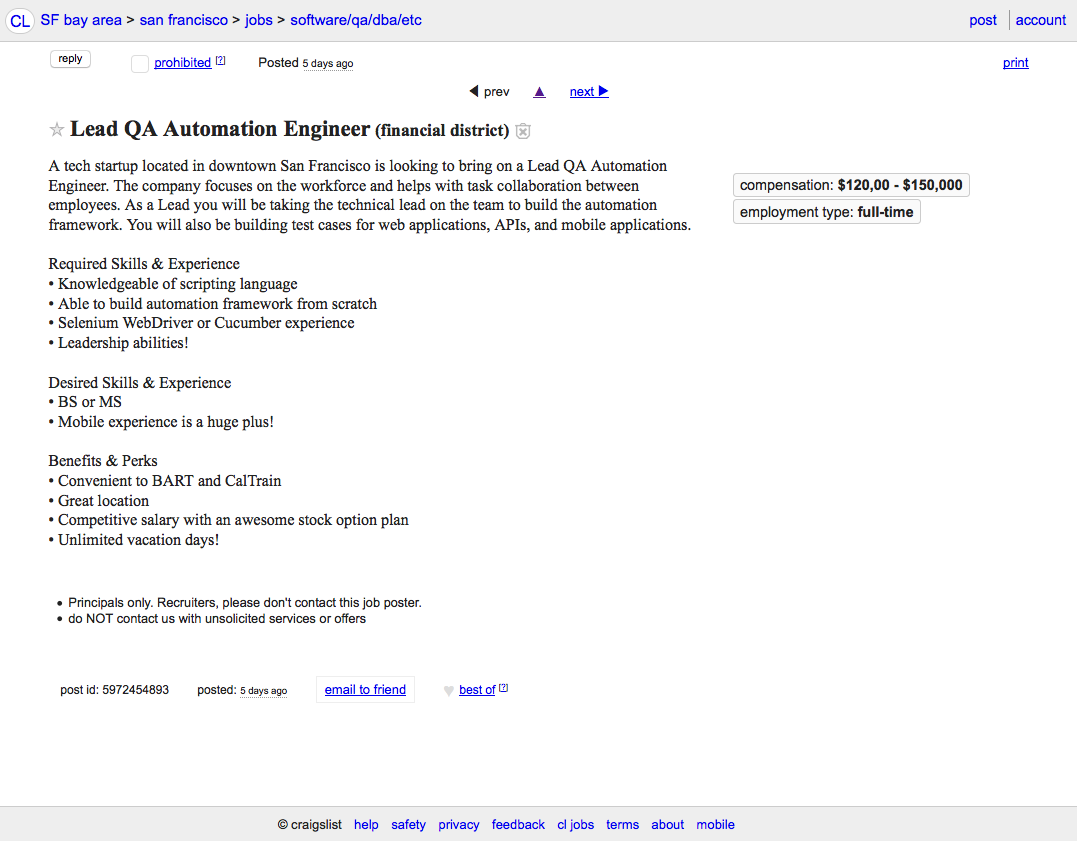 CL SF bay area > san francisco > jobs > software/qa/dba/etc post account
reply prohibited [?] Posted 5 days ago print
◀ prev ▲ next ▶
☆ Lead QA Automation Engineer (financial district)
A tech startup located in downtown San Francisco is looking to bring on a Lead QA Automation
Engineer. The company focuses on the workforce and helps with task collaboration between
employees. As a Lead you will be taking the technical lead on the team to build the automation
framework. You will also be building test cases for web applications, APIs, and mobile applications.
compensation: $120,00 - $150,000
employment type: full-time
Required Skills & Experience
• Knowledgeable of scripting language
• Able to build automation framework from scratch
• Selenium WebDriver or Cucumber experience
• Leadership abilities!
Desired Skills & Experience
• BS or MS
• Mobile experience is a huge plus!
Benefits & Perks
• Convenient to BART and CalTrain
• Great location
• Competitive salary with an awesome stock option plan
• Unlimited vacation days!
• Principals only. Recruiters, please don't contact this job poster.
• do NOT contact us with unsolicited services or offers
post id: 5972454893 posted: 5 days ago email to friend ♥ best of [?]
© craigslist help safety privacy feedback cl jobs terms about mobile